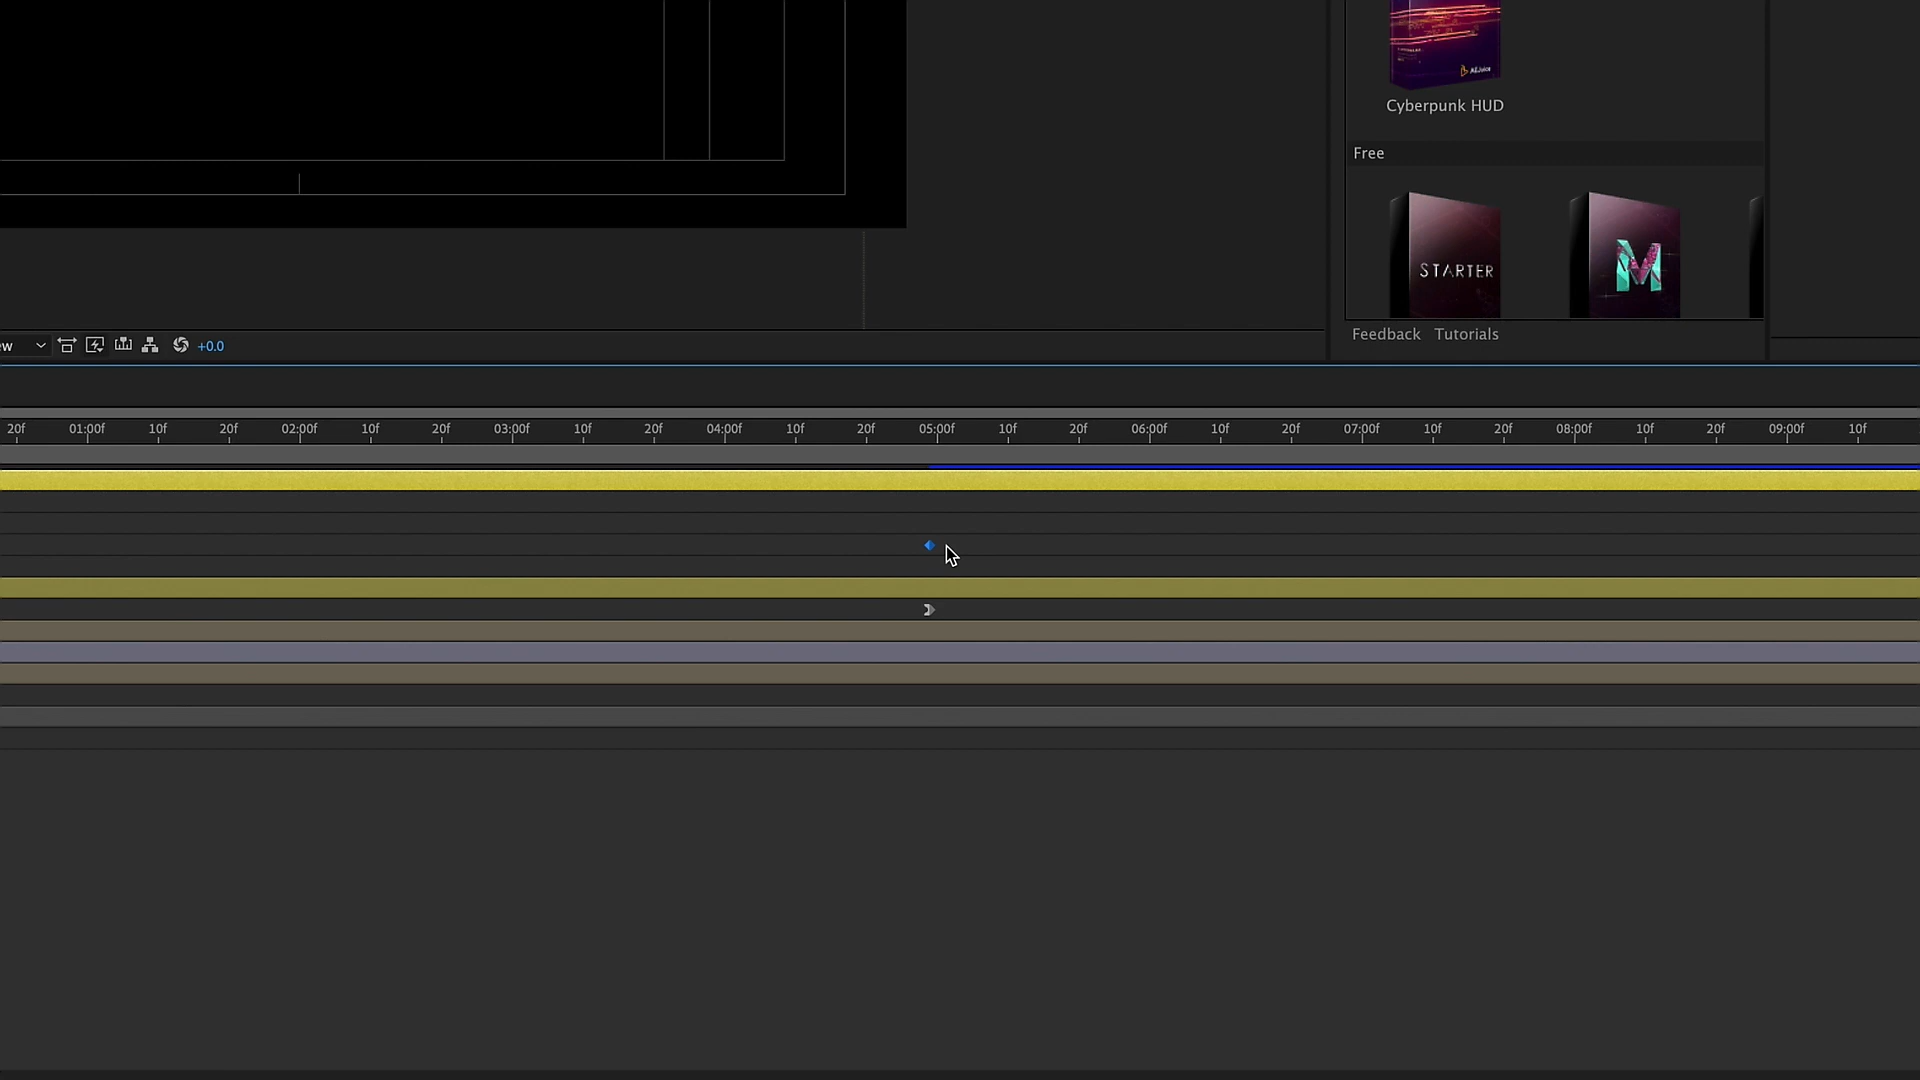 AEJuice
Cyberpunk HUD
Free
STARTER
M
Feedback Tutorials
ew
+0.0
20f 01:00f 10f 20f 02:00f 10f 20f 03:00f 10f 20f 04:00f 10f 20f 05:00f 10f 20f 06:00f 10f 20f 07:00f 10f 20f 08:00f 10f 20f 09:00f 10f